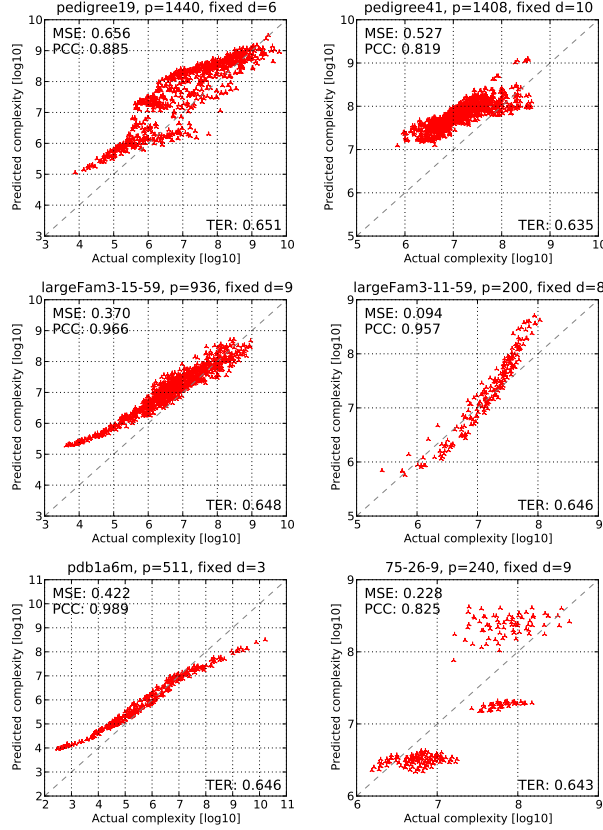 pedigree19, p=1440, fixed d=6
MSE: 0.656
PCC: 0.885
TER: 0.651
Predicted complexity [log10]
10
9
8
7
6
5
4
3
3 4 5 6 7 8 9 10
Actual complexity [log10]
pedigree41, p=1408, fixed d=10
MSE: 0.527
PCC: 0.819
TER: 0.635
Predicted complexity [log10]
10
9
8
7
6
5
5 6 7 8 9 10
Actual complexity [log10]
largeFam3-15-59, p=936, fixed d=9
MSE: 0.370
PCC: 0.966
TER: 0.648
Predicted complexity [log10]
10
9
8
7
6
5
4
3
3 4 5 6 7 8 9 10
Actual complexity [log10]
largeFam3-11-59, p=200, fixed d=8
MSE: 0.094
PCC: 0.957
TER: 0.646
Predicted complexity [log10]
9
8
7
6
5
5 6 7 8 9
Actual complexity [log10]
pdb1a6m, p=511, fixed d=3
MSE: 0.422
PCC: 0.989
TER: 0.646
Predicted complexity [log10]
11
10
9
8
7
6
5
4
3
2
2 3 4 5 6 7 8 9 10 11
Actual complexity [log10]
75-26-9, p=240, fixed d=9
MSE: 0.228
PCC: 0.825
TER: 0.643
Predicted complexity [log10]
9
8
7
6
6 7 8 9
Actual complexity [log10]